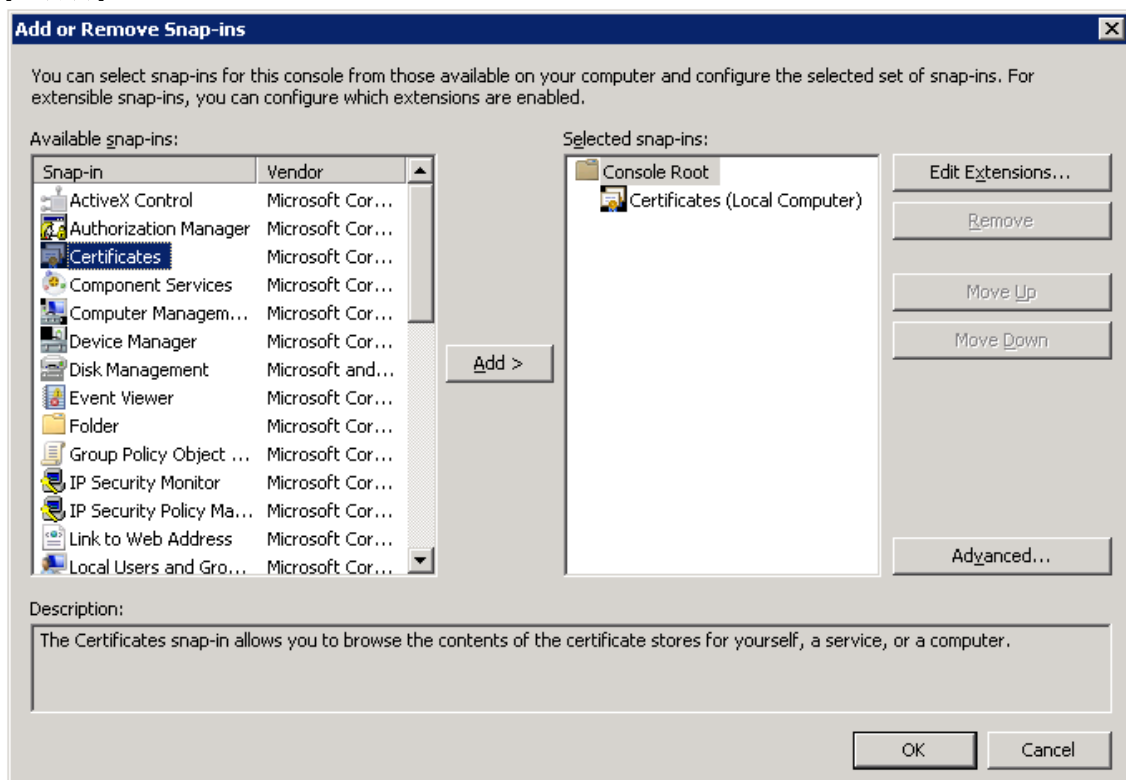 Add or Remove Snap-ins
You can select snap-ins for this console from those available on your computer and configure the selected set of snap-ins. For
extensible snap-ins, you can configure which extensions are enabled.
Available snap-ins:
Snap-in Vendor
ActiveX Control Microsoft Cor...
Authorization Manager Microsoft Cor...
Certificates Microsoft Cor...
Component Services Microsoft Cor...
Computer Managem... Microsoft Cor...
Device Manager Microsoft Cor...
Disk Management Microsoft and...
Event Viewer Microsoft Cor...
Folder Microsoft Cor...
Group Policy Object ... Microsoft Cor...
IP Security Monitor Microsoft Cor...
IP Security Policy Ma... Microsoft Cor...
Link to Web Address Microsoft Cor...
Local Users and Gro... Microsoft Cor...
Add >
Selected snap-ins:
Console Root
Certificates (Local Computer)
Edit Extensions...
Remove
Move Up
Move Down
Advanced...
Description:
The Certificates snap-in allows you to browse the contents of the certificate stores for yourself, a service, or a computer.
OK
Cancel